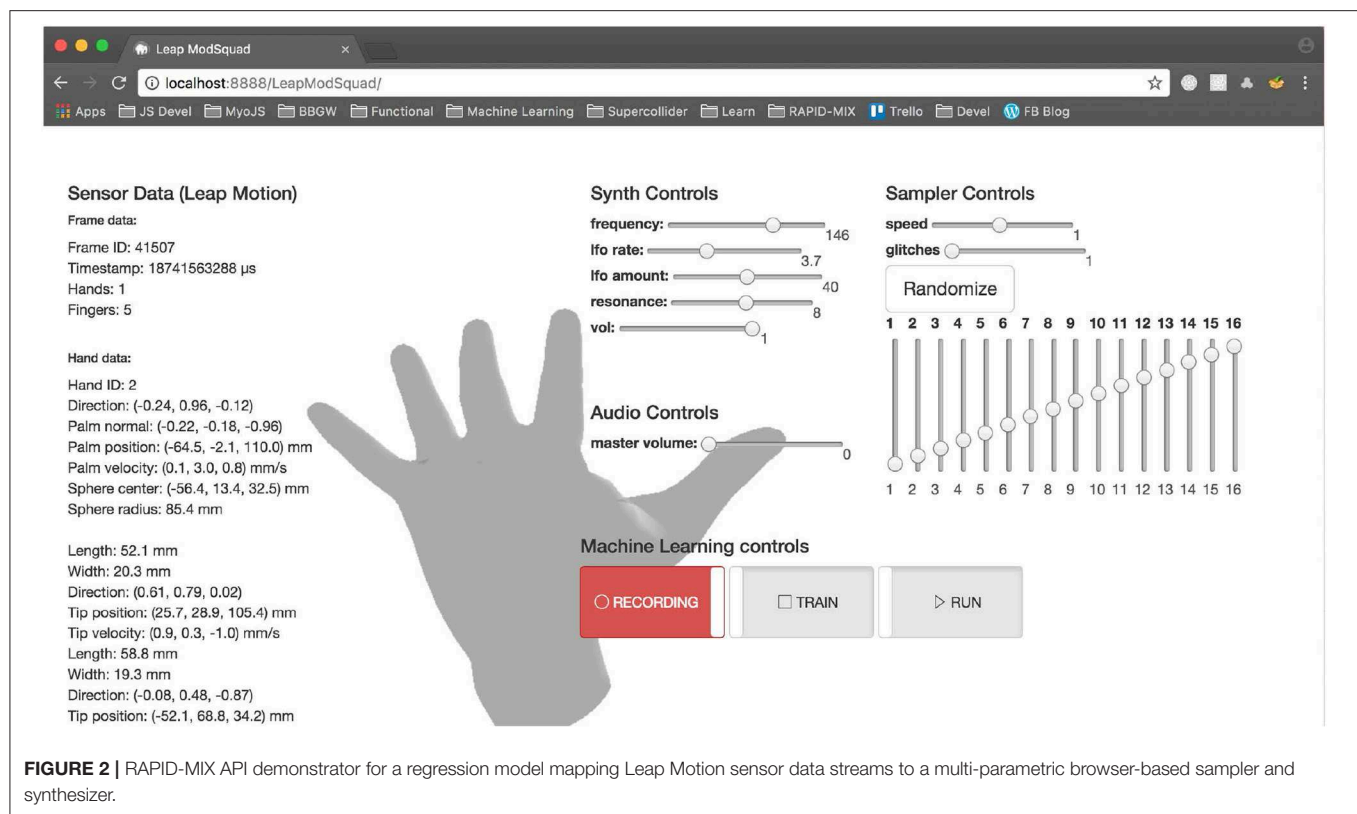 Leap ModSquad ×
localhost:8888/LeapModSquad/
Apps JS Devel MyoJS BBGW Functional Machine Learning Supercollider Learn RAPID-MIX Trello Devel FB Blog
Sensor Data (Leap Motion)
Frame data:
Frame ID: 41507
Timestamp: 18741563288 µs
Hands: 1
Fingers: 5
Hand data:
Hand ID: 2
Direction: (-0.24, 0.96, -0.12)
Palm normal: (-0.22, -0.18, -0.96)
Palm position: (-64.5, -2.1, 110.0) mm
Palm velocity: (0.1, 3.0, 0.8) mm/s
Sphere center: (-56.4, 13.4, 32.5) mm
Sphere radius: 85.4 mm
Length: 52.1 mm
Width: 20.3 mm
Direction: (0.61, 0.79, 0.02)
Tip position: (25.7, 28.9, 105.4) mm
Tip velocity: (0.9, 0.3, -1.0) mm/s
Length: 58.8 mm
Width: 19.3 mm
Direction: (-0.08, 0.48, -0.87)
Tip position: (-52.1, 68.8, 34.2) mm
Synth Controls
frequency: 146
lfo rate: 3.7
lfo amount: 40
resonance: 8
vol: 1
Audio Controls
master volume: 0
Sampler Controls
speed 1
glitches 1
Randomize
1 2 3 4 5 6 7 8 9 10 11 12 13 14 15 16
1 2 3 4 5 6 7 8 9 10 11 12 13 14 15 16
Machine Learning controls
RECORDING TRAIN RUN
FIGURE 2 | RAPID-MIX API demonstrator for a regression model mapping Leap Motion sensor data streams to a multi-parametric browser-based sampler and
synthesizer.